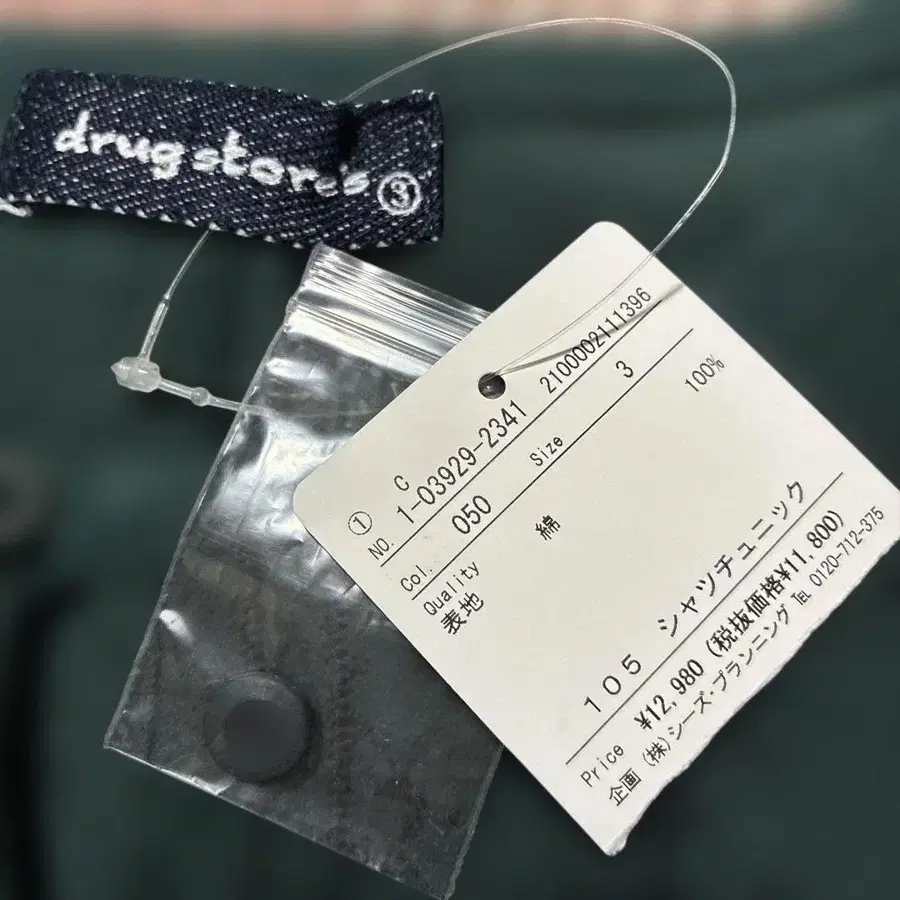 drug store's ③
① C
NO. 1-03929-2341 2100002111396
Col. 050 Size 3
Quality
表地 綿 100%
105 シャツチュニック
Price ¥12,980 (税抜価格¥11,800)
企画 (株)シーズ・プランニング ℡ 0120-712-375